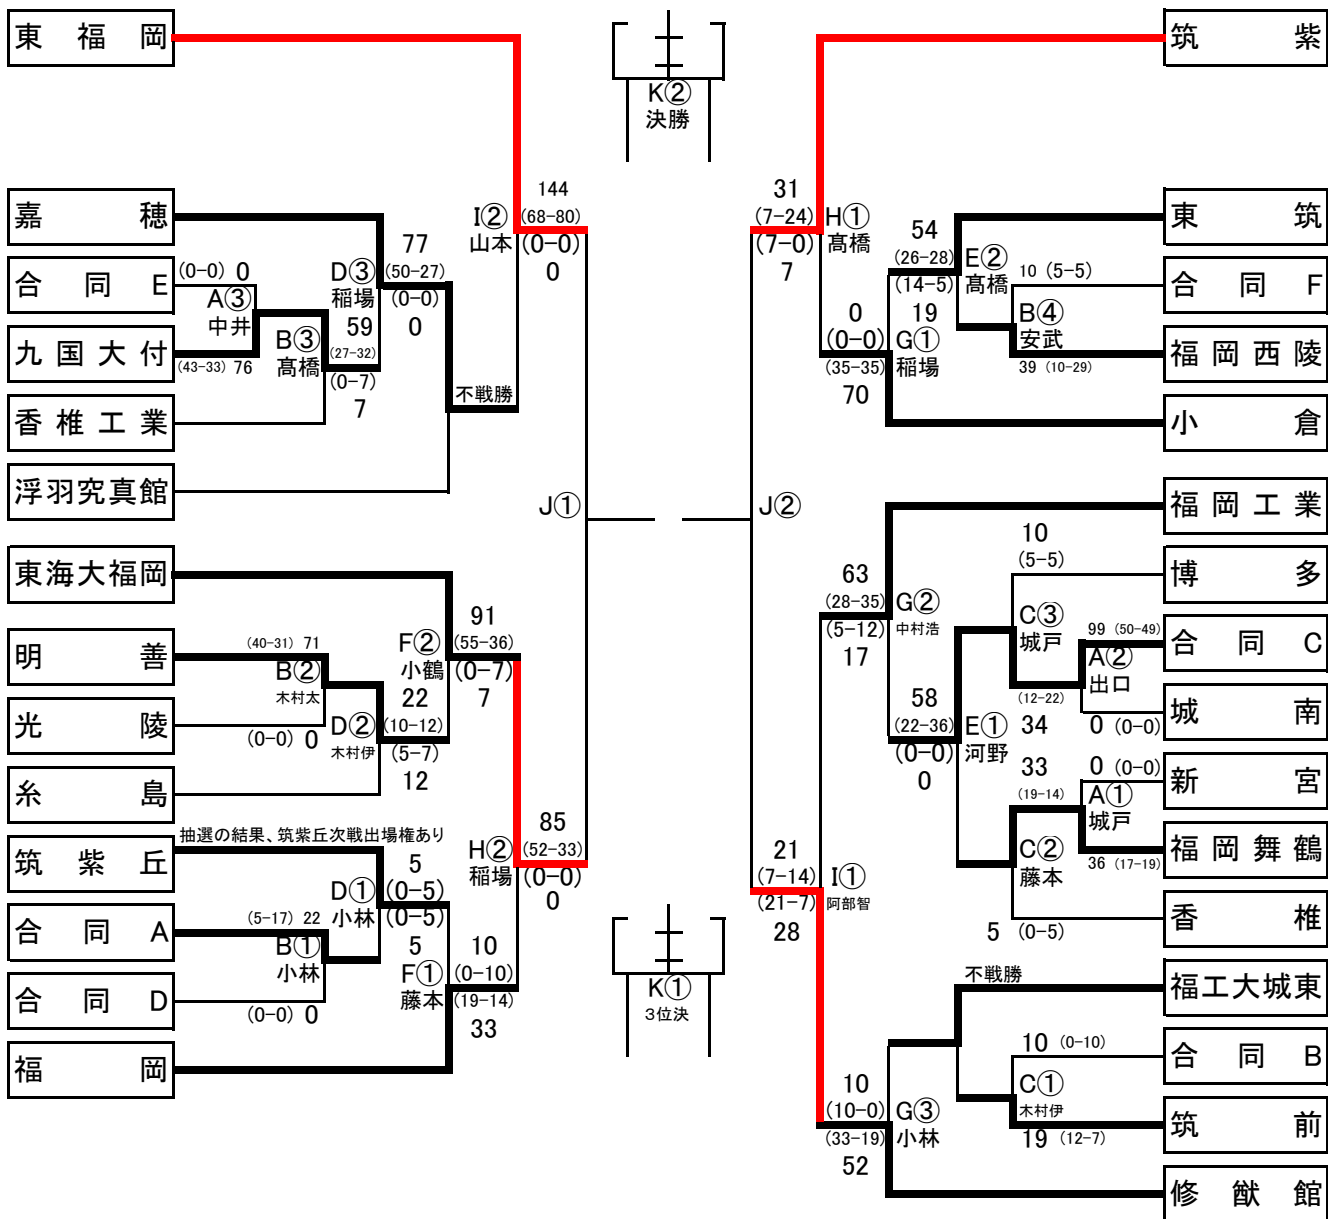 東福岡
嘉穂
合同E
九国大付
香椎工業
浮羽究真館
東海大福岡
明善
光陵
糸島
筑紫丘
合同A
合同D
福岡
(0-0) 0
A③
中井
(43-33) 76
B③
髙橋
D③
稲場
59
(27-32)
(0-7)
7
77
(50-27)
(0-0)
0
不戦勝
I②
山本
144
(68-80)
(0-0)
0
(40-31) 71
B②
木村太
(0-0) 0
D②
木村伊
F②
小鶴
22
(10-12)
(5-7)
12
91
(55-36)
(0-7)
7
抽選の結果、筑紫丘次戦出場権あり
5
(0-5)
(0-5)
5
D①
小林
(5-17) 22
B①
小林
(0-0) 0
F①
藤本
10
(0-10)
(19-14)
33
H②
稲場
85
(52-33)
(0-0)
0
J①
K②
決勝
K①
3位決
J②
31
(7-24)
(7-0)
7
H①
髙橋
54
(26-28)
(14-5)
19
E②
髙橋
10 (5-5)
B④
安武
39 (10-29)
0
(0-0)
(35-35)
70
G①
稲場
63
(28-35)
(5-12)
17
G②
中村浩
10
(5-5)
C③
城戸
99 (50-49)
A②
出口
(12-22)
34
0 (0-0)
58
(22-36)
(0-0)
0
E①
河野
33
(19-14)
0 (0-0)
A①
城戸
36 (17-19)
C②
藤本
5 (0-5)
21
(7-14)
(21-7)
28
I①
阿部智
不戦勝
10 (0-10)
C①
木村伊
19 (12-7)
10
(10-0)
(33-19)
52
G③
小林
筑紫
東筑
合同F
福岡西陵
小倉
福岡工業
博多
合同C
城南
新宮
福岡舞鶴
香椎
福工大城東
合同B
筑前
修猷館